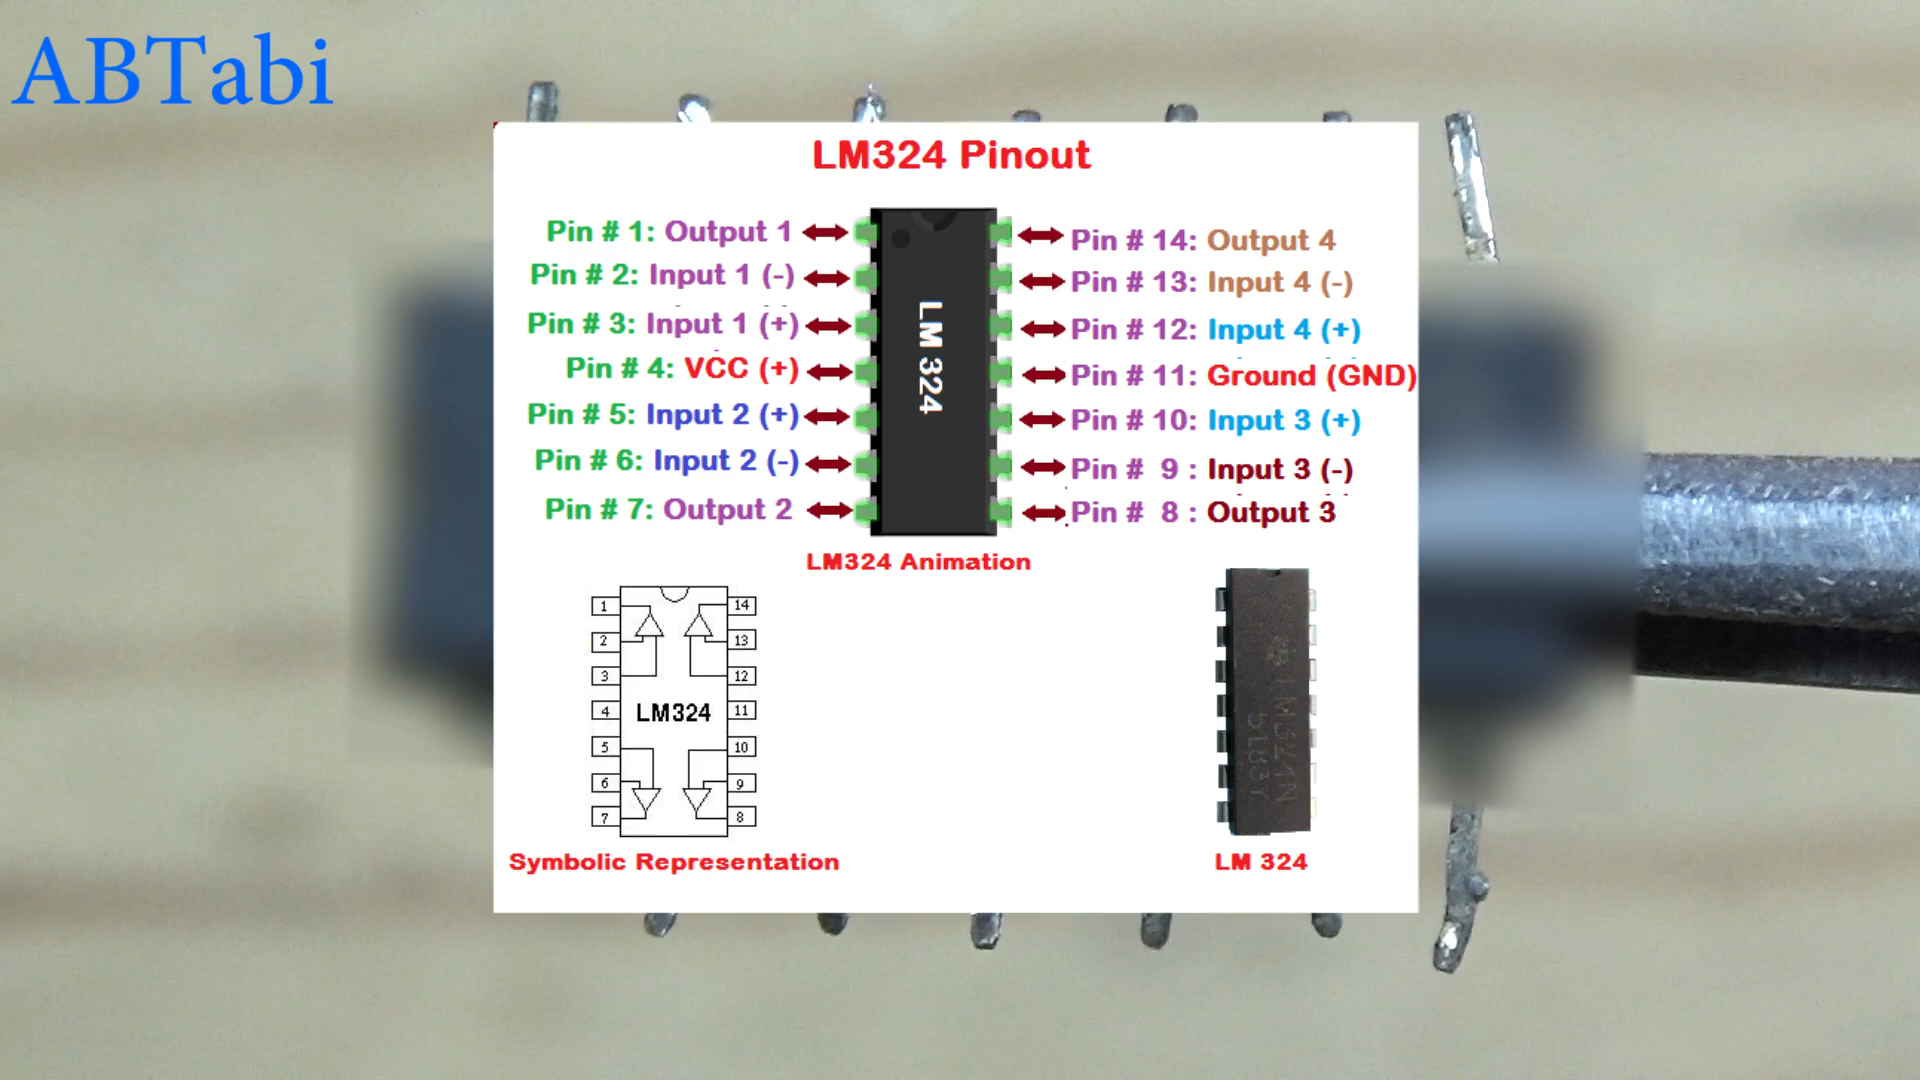 ABTabi
LM324 Pinout
Pin # 1: Output 1
Pin # 2: Input 1 (-)
Pin # 3: Input 1 (+)
Pin # 4: VCC (+)
Pin # 5: Input 2 (+)
Pin # 6: Input 2 (-)
Pin # 7: Output 2
LM 324
Pin # 14: Output 4
Pin # 13: Input 4 (-)
Pin # 12: Input 4 (+)
Pin # 11: Ground (GND)
Pin # 10: Input 3 (+)
Pin # 9 : Input 3 (-)
Pin # 8 : Output 3
LM324 Animation
1
2
3
4
5
6
7
LM324
14
13
12
11
10
9
8
Symbolic Representation
LM324N
LM 324